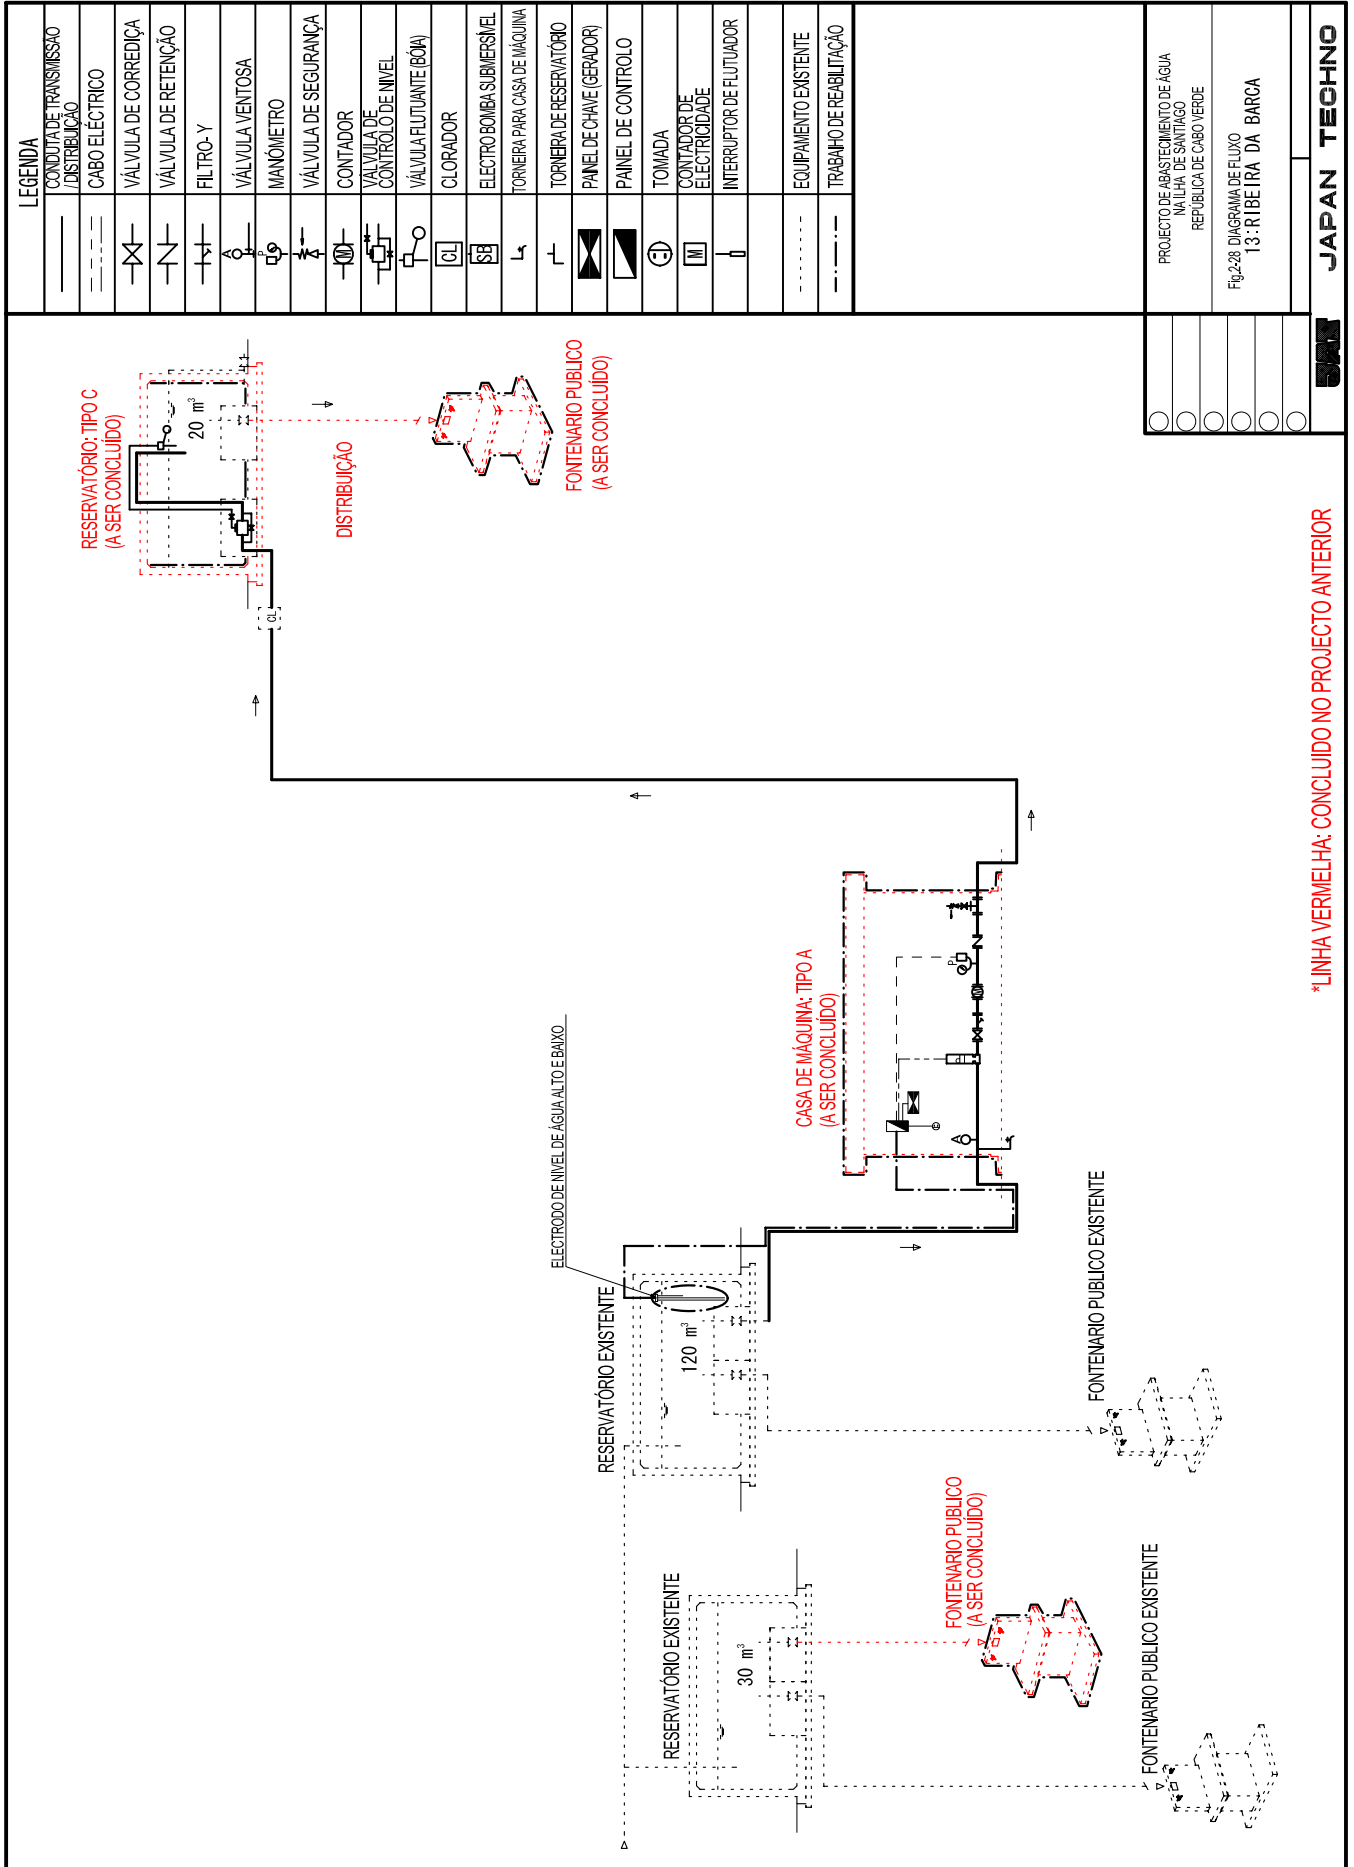 LEGENDA
CONDUTA DE TRANSMISSAO
/DISTRIBUIÇÃO
CABO ELÉCTRICO
VÁLVULA DE CORREDIÇA
VÁLVULA DE RETENÇÃO
FILTRO-Y
A
VÁLVULA VENTOSA
P
MANÓMETRO
VÁLVULA DE SEGURANÇA
M
CONTADOR
VÁLVULA DE
CONTROLO DE NIVEL
VÁLVULA FLUTUANTE (BÓIA)
CL
CLORADOR
SB
ELECTRO BOMBA SUBMERSÍVEL
TORNEIRA PARA CASA DE MÁQUINA
TORNEIRA DE RESERVATÓRIO
PAINEL DE CHAVE (GERADOR)
PAINEL DE CONTROLO
TOMADA
M
CONTADOR DE
ELECTRICIDADE
INTERRUPTOR DE FLUTUADOR
EQUIPAMENTO EXISTENTE
TRABAlHO DE REABILITAÇÃO
RESERVATÓRIO: TIPO C
(A SER CONCLUÍDO)
20 m³
CL
DISTRIBUIÇÃO
FONTENARIO PUBLICO
(A SER CONCLUÍDO)
ELECTRODO DE NIVEL DE ÁGUA ALTO E BAIXO
CASA DE MÁQUINA: TIPO A
(A SER CONCLUÍDO)
P
M
A
RESERVATÓRIO EXISTENTE
120 m³
FONTENARIO PUBLICO EXISTENTE
RESERVATÓRIO EXISTENTE
30 m³
FONTENARIO PUBLICO
(A SER CONCLUÍDO)
FONTENARIO PUBLICO EXISTENTE
*LINHA VERMELHA: CONCLUIDO NO PROJECTO ANTERIOR
PROJECTO DE ABASTECIMENTO DE ÁGUA
NA ILHA DE SANTIAGO
REPÚBLICA DE CABO VERDE
Fig.2-28 DIAGRAMA DE FLUXO
13:RIBEIRA DA BARCA
JAPAN TECHNO